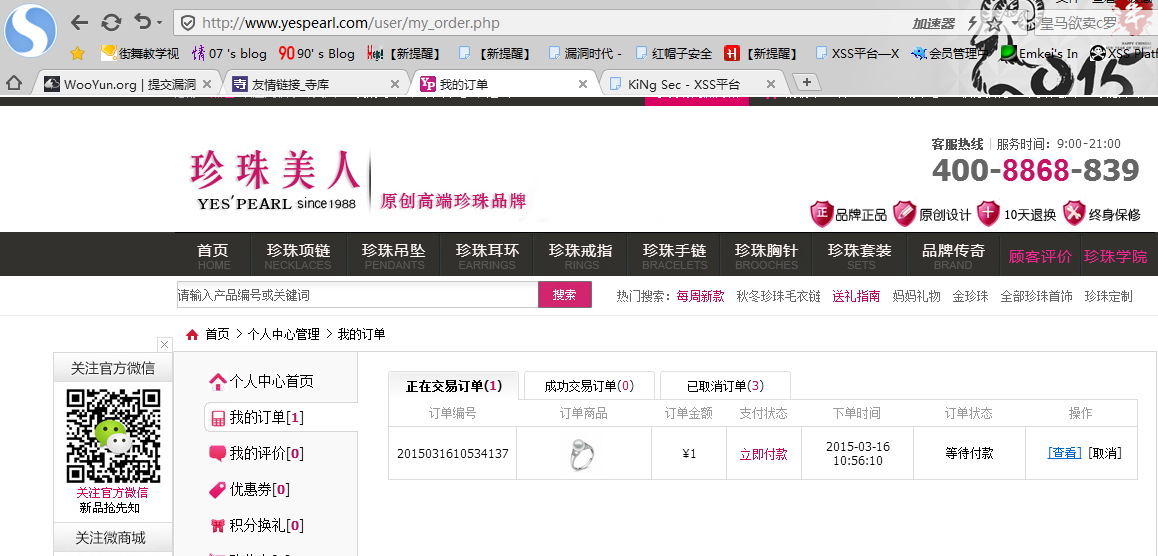 http://www.yespearl.com/user/my_order.php
加速器
皇马欲卖c罗
街舞教学视
07 's blog
90' s Blog
【新提醒】
【新提醒】
漏洞时代 -
红帽子安全
【新提醒】
XSS平台—X
会员管理中
Emkei's In
XSS Platf
WooYun.org | 提交漏洞
友情链接_寺库
我的订单
KiNg Sec - XSS平台
2015
珍珠美人
YES'PEARL since1988
原创高端珍珠品牌
客服热线 | 服务时间：9:00-21:00
400-8868-839
正 品牌正品
原创设计
10天退换
终身保修
首页 珍珠项链 珍珠吊坠 珍珠耳环 珍珠戒指 珍珠手链 珍珠胸针 珍珠套装 品牌传奇 顾客评价 珍珠学院
HOME NECKLACES PENDANTS EARRINGS RINGS BRACELETS BROOCHES SETS BRAND
请输入产品编号或关键词
搜索
热门搜索：每周新款 秋冬珍珠毛衣链 送礼指南 妈妈礼物 金珍珠 全部珍珠首饰 珍珠定制
首页 > 个人中心管理 > 我的订单
关注官方微信
关注官方微信
新品抢先知
关注微商城
个人中心首页
我的订单[1]
我的评价[0]
优惠券[0]
积分换礼[0]
正在交易订单(1) 成功交易订单(0) 已取消订单(3)
订单编号 订单商品 订单金额 支付状态 下单时间 订单状态 操作
2015031610534137 ¥1 立即付款 2015-03-16 10:56:10 等待付款 [查看] [取消]